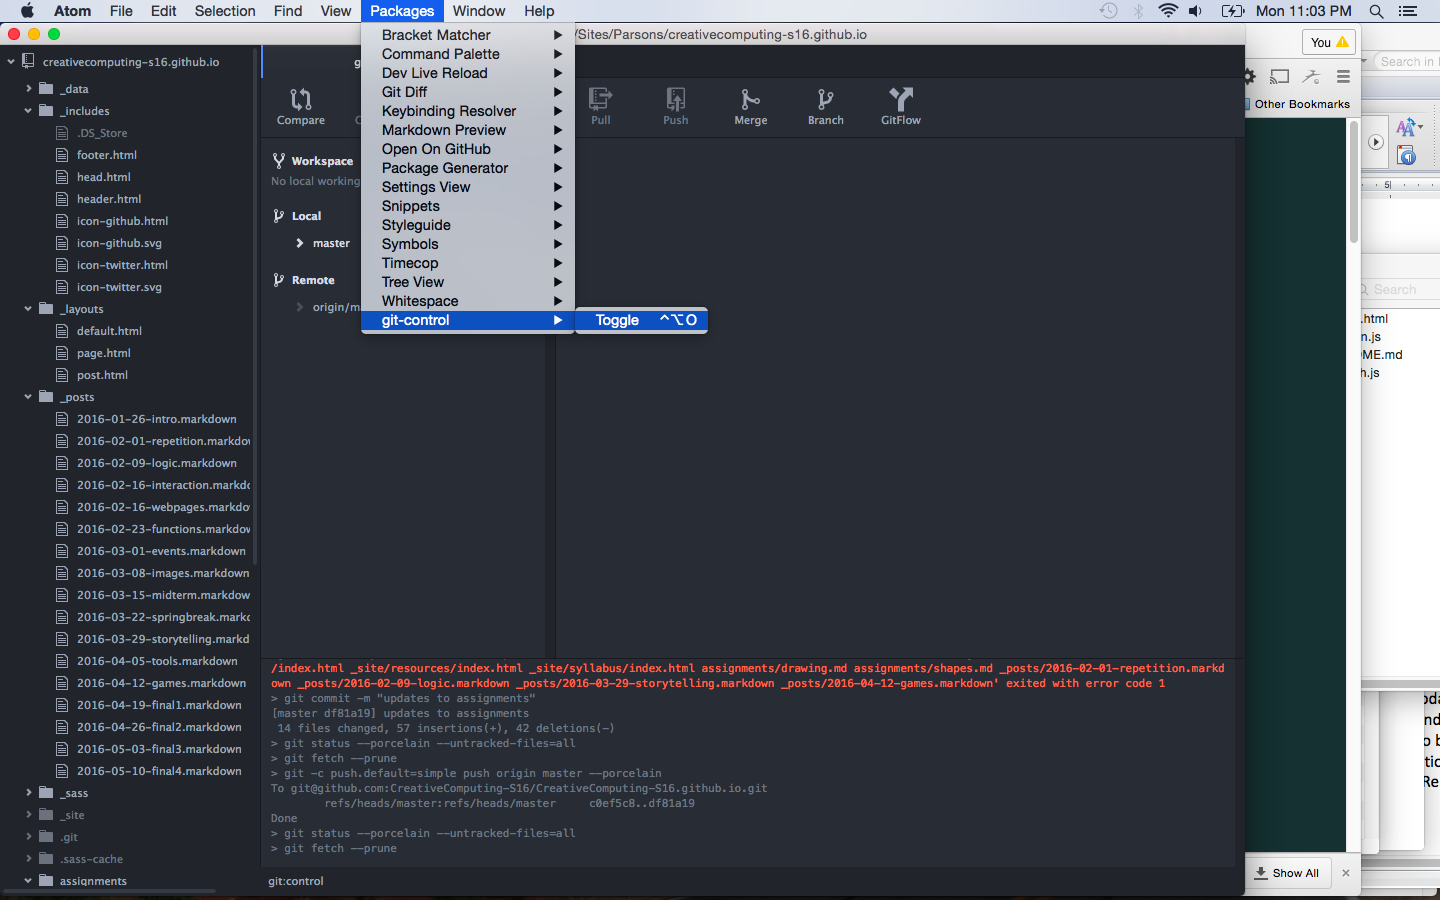 Atom File Edit Selection Find View Packages Window Help Mon 11:03 PM
/Sites/Parsons/creativecomputing-s16.github.io
You
Search in
Other Bookmarks
creativecomputing-s16.github.io
_data
_includes
.DS_Store
footer.html
head.html
header.html
icon-github.html
icon-github.svg
icon-twitter.html
icon-twitter.svg
_layouts
default.html
page.html
post.html
_posts
2016-01-26-intro.markdown
2016-02-01-repetition.markdov
2016-02-09-logic.markdown
2016-02-16-interaction.markdc
2016-02-16-webpages.markdo
2016-02-23-functions.markdov
2016-03-01-events.markdown
2016-03-08-images.markdown
2016-03-15-midterm.markdown
2016-03-22-springbreak.markc
2016-03-29-storytelling.markd
2016-04-05-tools.markdown
2016-04-12-games.markdown
2016-04-19-final1.markdown
2016-04-26-final2.markdown
2016-05-03-final3.markdown
2016-05-10-final4.markdown
_sass
_site
.git
.sass-cache
assignments
Compare
Pull
Push
Merge
Branch
GitFlow
Workspace
No local working
Local
master
Remote
origin/m
Bracket Matcher
Command Palette
Dev Live Reload
Git Diff
Keybinding Resolver
Markdown Preview
Open On GitHub
Package Generator
Settings View
Snippets
Styleguide
Symbols
Timecop
Tree View
Whitespace
git-control
Toggle ^⌥O
/index.html _site/resources/index.html _site/syllabus/index.html assignments/drawing.md assignments/shapes.md _posts/2016-02-01-repetition.markd
own _posts/2016-02-09-logic.markdown _posts/2016-03-29-storytelling.markdown _posts/2016-04-12-games.markdown' exited with error code 1
> git commit -m "updates to assignments"
[master df81a19] updates to assignments
14 files changed, 57 insertions(+), 42 deletions(-)
> git status --porcelain --untracked-files=all
> git fetch --prune
> git -c push.default=simple push origin master --porcelain
To git@github.com:CreativeComputing-S16/CreativeComputing-S16.github.io.git
refs/heads/master:refs/heads/master c0ef5c8..df81a19
Done
> git status --porcelain --untracked-files=all
> git fetch --prune
git:control
5
Search
.html
n.js
ME.md
h.js
Show All